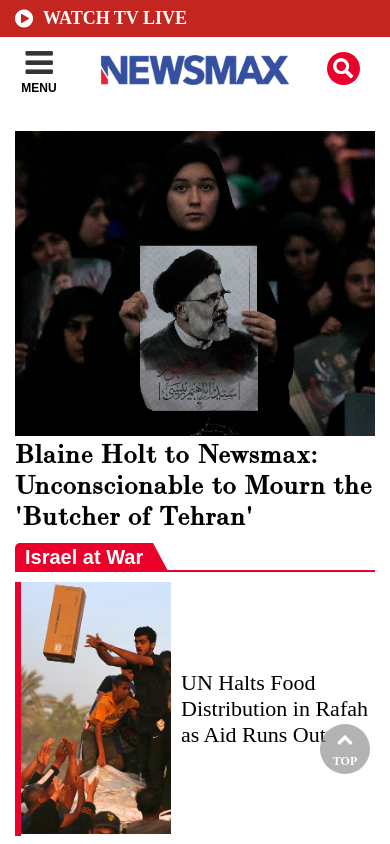 WATCH TV LIVE
MENU
NEWSMAX
Blaine Holt to Newsmax:
Unconscionable to Mourn the
'Butcher of Tehran'
Israel at War
UN Halts Food
Distribution in Rafah
as Aid Runs Out
TOP